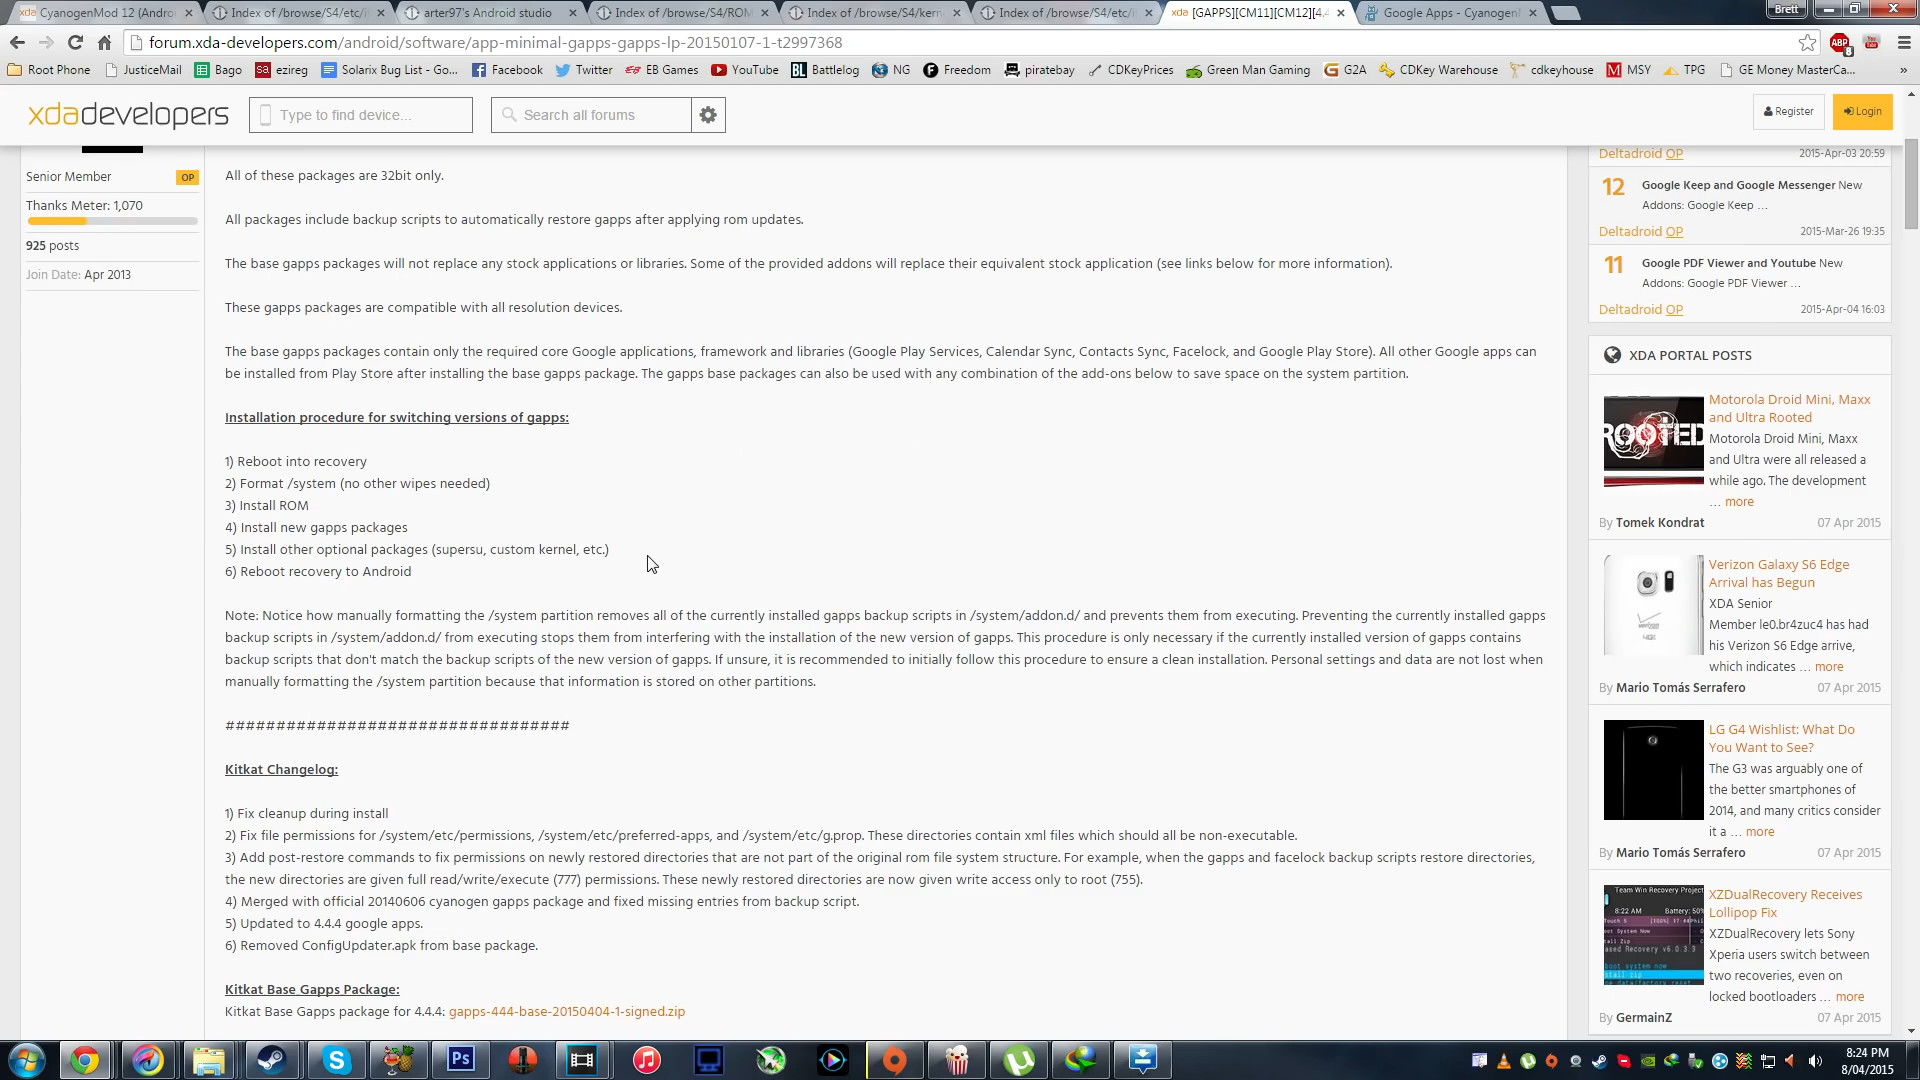 CyanogenMod 12 (Andro
Index of /browse/S4/etc/i
arter97's Android studio
Index of /browse/S4/ROM
Index of /browse/S4/kern
Index of /browse/S4/etc/i
[GAPPS][CM11][CM12][4.4
Google Apps - Cyanogen
Brett
forum.xda-developers.com/android/software/app-minimal-gapps-gapps-lp-20150107-1-t2997368
ABP
8
Root Phone
JusticeMail
Bago
ezireg
Solarix Bug List - Go...
Facebook
Twitter
EB Games
YouTube
Battlelog
NG
Freedom
piratebay
CDKeyPrices
Green Man Gaming
G2A
CDKey Warehouse
cdkeyhouse
MSY
TPG
GE Money MasterCa...
»
xdadevelopers
Type to find device...
Search all forums
Register
Login
Senior Member
OP
Thanks Meter: 1,070
925 posts
Join Date: Apr 2013
All of these packages are 32bit only.
All packages include backup scripts to automatically restore gapps after applying rom updates.
The base gapps packages will not replace any stock applications or libraries. Some of the provided addons will replace their equivalent stock application (see links below for more information).
These gapps packages are compatible with all resolution devices.
The base gapps packages contain only the required core Google applications, framework and libraries (Google Play Services, Calendar Sync, Contacts Sync, Facelock, and Google Play Store). All other Google apps can
be installed from Play Store after installing the base gapps package. The gapps base packages can also be used with any combination of the add-ons below to save space on the system partition.
Installation procedure for switching versions of gapps:
1) Reboot into recovery
2) Format /system (no other wipes needed)
3) Install ROM
4) Install new gapps packages
5) Install other optional packages (supersu, custom kernel, etc.)
6) Reboot recovery to Android
Note: Notice how manually formatting the /system partition removes all of the currently installed gapps backup scripts in /system/addon.d/ and prevents them from executing. Preventing the currently installed gapps
backup scripts in /system/addon.d/ from executing stops them from interfering with the installation of the new version of gapps. This procedure is only necessary if the currently installed version of gapps contains
backup scripts that don't match the backup scripts of the new version of gapps. If unsure, it is recommended to initially follow this procedure to ensure a clean installation. Personal settings and data are not lost when
manually formatting the /system partition because that information is stored on other partitions.
##################################
Kitkat Changelog:
1) Fix cleanup during install
2) Fix file permissions for /system/etc/permissions, /system/etc/preferred-apps, and /system/etc/g.prop. These directories contain xml files which should all be non-executable.
3) Add post-restore commands to fix permissions on newly restored directories that are not part of the original rom file system structure. For example, when the gapps and facelock backup scripts restore directories,
the new directories are given full read/write/execute (777) permissions. These newly restored directories are now given write access only to root (755).
4) Merged with official 20140606 cyanogen gapps package and fixed missing entries from backup script.
5) Updated to 4.4.4 google apps.
6) Removed ConfigUpdater.apk from base package.
Kitkat Base Gapps Package:
Kitkat Base Gapps package for 4.4.4: gapps-444-base-20150404-1-signed.zip
Deltadroid OP 2015-Apr-03 20:59
12 Google Keep and Google Messenger New
Addons: Google Keep ...
Deltadroid OP 2015-Mar-26 19:35
11 Google PDF Viewer and Youtube New
Addons: Google PDF Viewer ...
Deltadroid OP 2015-Apr-04 16:03
XDA PORTAL POSTS
ROOTED
Motorola Droid Mini, Maxx
and Ultra Rooted
Motorola Droid Mini, Maxx
and Ultra were all released a
while ago. The development
... more
By Tomek Kondrat 07 Apr 2015
Verizon Galaxy S6 Edge
Arrival has Begun
XDA Senior
Member le0.br4zuc4 has had
his Verizon S6 Edge arrive,
which indicates ... more
By Mario Tomás Serrafero 07 Apr 2015
LG G4 Wishlist: What Do
You Want to See?
The G3 was arguably one of
the better smartphones of
2014, and many critics consider
it a ... more
By Mario Tomás Serrafero 07 Apr 2015
Team Win Recovery Project
8:22 AM Battery: 50%
XZDualRecovery Receives
Lollipop Fix
XZDualRecovery lets Sony
Xperia users switch between
two recoveries, even on
locked bootloaders ... more
By GermainZ 07 Apr 2015
Ps
8:24 PM
8/04/2015